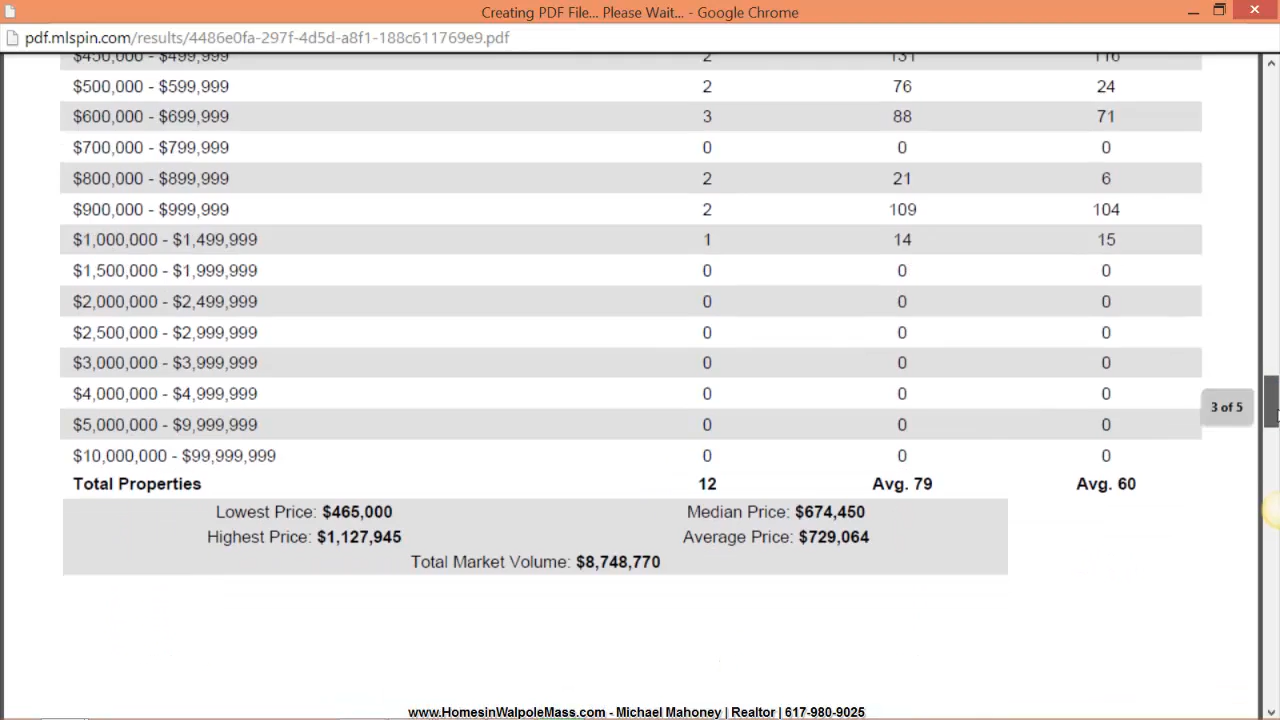 Creating PDF File... Please Wait... - Google Chrome
pdf.mlspin.com/results/4486e0fa-297f-4d5d-a8f1-188c611769e9.pdf
$450,000 - $499,999 2 131 116
$500,000 - $599,999 2 76 24
$600,000 - $699,999 3 88 71
$700,000 - $799,999 0 0 0
$800,000 - $899,999 2 21 6
$900,000 - $999,999 2 109 104
$1,000,000 - $1,499,999 1 14 15
$1,500,000 - $1,999,999 0 0 0
$2,000,000 - $2,499,999 0 0 0
$2,500,000 - $2,999,999 0 0 0
$3,000,000 - $3,999,999 0 0 0
$4,000,000 - $4,999,999 0 0 0
3 of 5
$5,000,000 - $9,999,999 0 0 0
$10,000,000 - $99,999,999 0 0 0
Total Properties 12 Avg. 79 Avg. 60
Lowest Price: $465,000 Median Price: $674,450
Highest Price: $1,127,945 Average Price: $729,064
Total Market Volume: $8,748,770
www.HomesinWalpoleMass.com - Michael Mahoney | Realtor | 617-980-9025